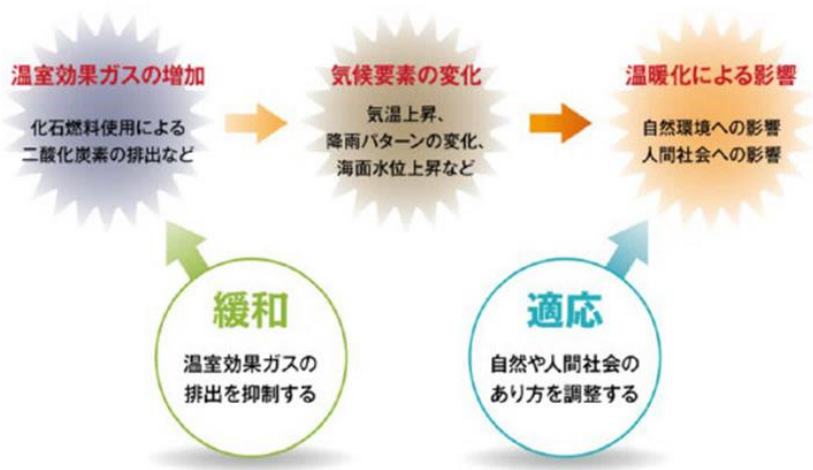 温室効果ガスの増加
化石燃料使用による
二酸化炭素の排出など
気候要素の変化
気温上昇、
降雨パターンの変化、
海面水位上昇など
温暖化による影響
自然環境への影響
人間社会への影響
緩和
温室効果ガスの
排出を抑制する
適応
自然や人間社会の
あり方を調整する